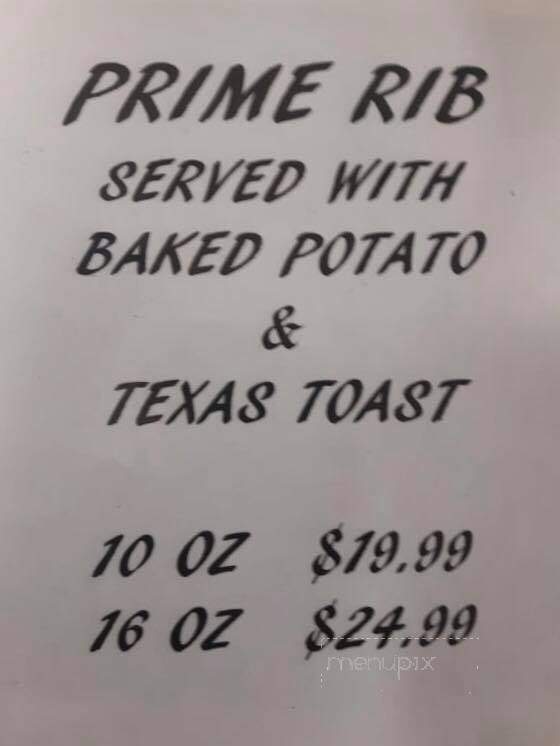 PRIME RIB
SERVED WITH
BAKED POTATO
&
TEXAS TOAST
10 OZ $19.99
16 OZ $24.99
menupix